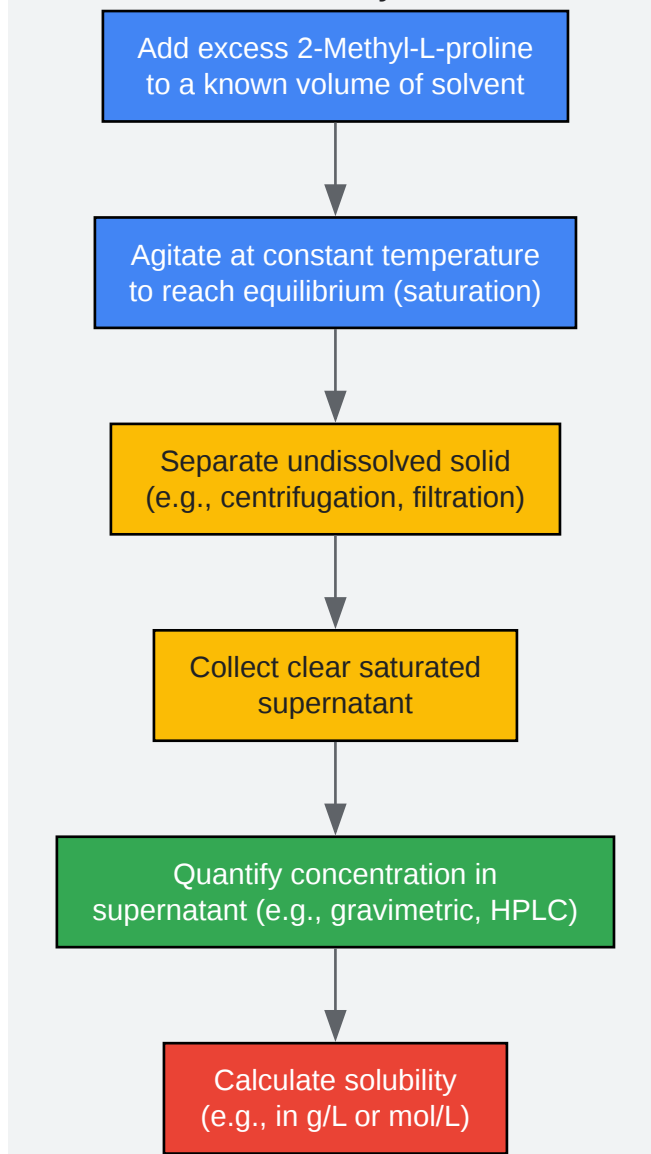 Add excess 2-Methyl-L-proline
to a known volume of solvent
Agitate at constant temperature
to reach equilibrium (saturation)
Separate undissolved solid
(e.g., centrifugation, filtration)
Collect clear saturated
supernatant
Quantify concentration in
supernatant (e.g., gravimetric, HPLC)
Calculate solubility
(e.g., in g/L or mol/L)